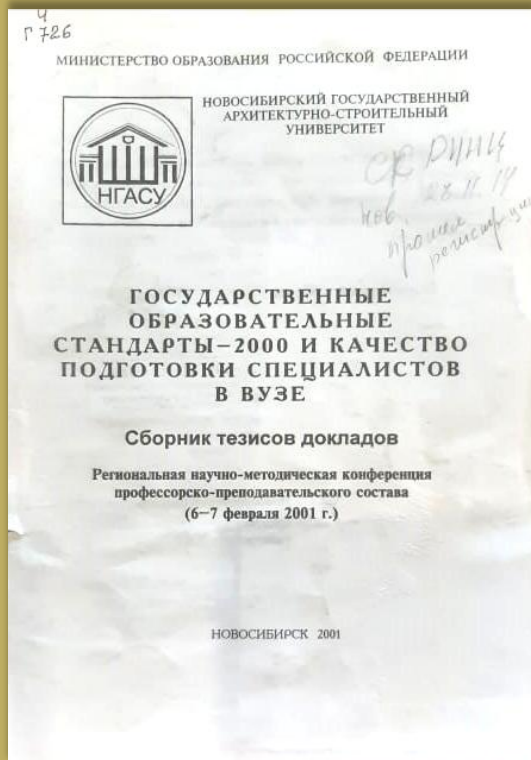 Ч
Г 726
МИНИСТЕРСТВО ОБРАЗОВАНИЯ РОССИЙСКОЙ ФЕДЕРАЦИИ
НГАСУ
НОВОСИБИРСКИЙ ГОСУДАРСТВЕННЫЙ
АРХИТЕКТУРНО-СТРОИТЕЛЬНЫЙ
УНИВЕРСИТЕТ
28.11.14
прошел
регистрацию
ГОСУДАРСТВЕННЫЕ
ОБРАЗОВАТЕЛЬНЫЕ
СТАНДАРТЫ–2000 И КАЧЕСТВО
ПОДГОТОВКИ СПЕЦИАЛИСТОВ
В ВУЗЕ
Сборник тезисов докладов
Региональная научно-методическая конференция
профессорско-преподавательского состава
(6–7 февраля 2001 г.)
НОВОСИБИРСК 2001